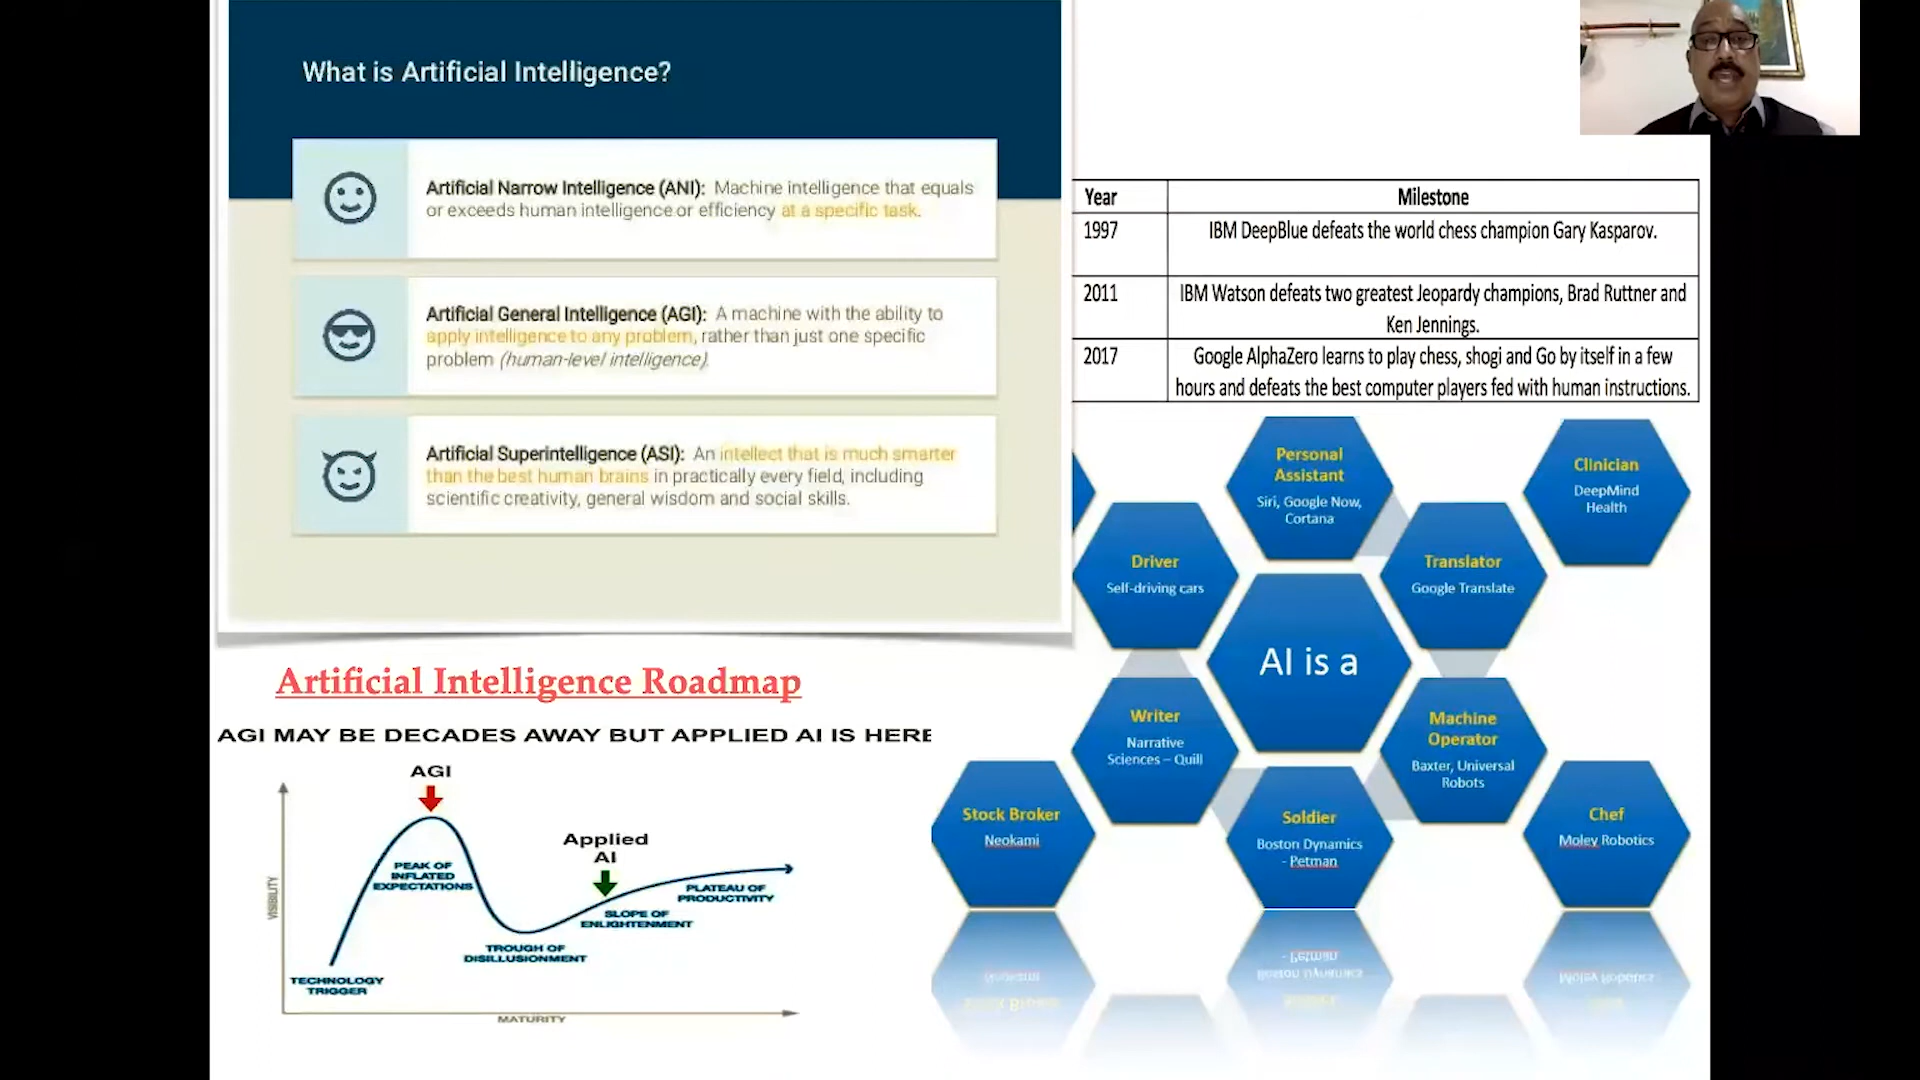 What is Artificial Intelligence?
Artificial Narrow Intelligence (ANI): Machine intelligence that equals
or exceeds human intelligence or efficiency at a specific task.
Artificial General Intelligence (AGI): A machine with the ability to
apply intelligence to any problem, rather than just one specific
problem (human-level intelligence).
Artificial Superintelligence (ASI): An intellect that is much smarter
than the best human brains in practically every field, including
scientific creativity, general wisdom and social skills.
Year Milestone
1997 IBM DeepBlue defeats the world chess champion Gary Kasparov.
2011 IBM Watson defeats two greatest Jeopardy champions, Brad Ruttner and
Ken Jennings.
2017 Google AlphaZero learns to play chess, shogi and Go by itself in a few
hours and defeats the best computer players fed with human instructions.
Personal
Assistant
Siri, Google Now,
Cortana
Clinician
DeepMind
Health
Driver
Self-driving cars
Translator
Google Translate
AI is a
Writer
Narrative
Sciences – Quill
Machine
Operator
Baxter, Universal
Robots
Stock Broker
Neokami
Soldier
Boston Dynamics
- Petman
Chef
Moley Robotics
Artificial Intelligence Roadmap
AGI MAY BE DECADES AWAY BUT APPLIED AI IS HERE
AGI
Applied
AI
PEAK OF
INFLATED
EXPECTATIONS
PLATEAU OF
PRODUCTIVITY
SLOPE OF
ENLIGHTENMENT
TROUGH OF
DISILLUSIONMENT
TECHNOLOGY
TRIGGER
VISIBILITY
MATURITY